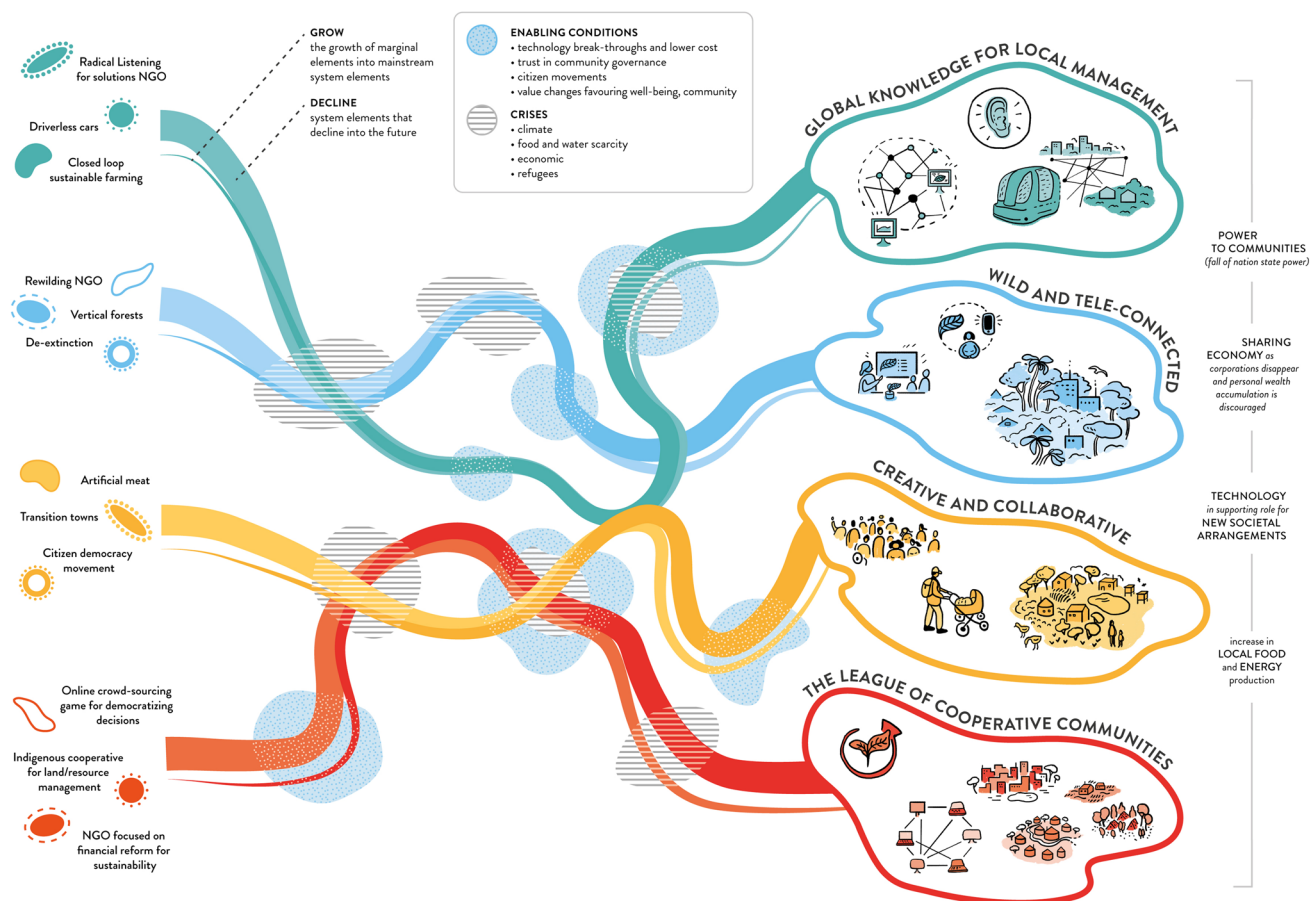 Radical Listening
for solutions NGO
Driverless cars
Closed loop
sustainable farming
GROW
the growth of marginal
elements into mainstream
system elements
DECLINE
system elements that
decline into the future
ENABLING CONDITIONS
• technology break-throughs and lower cost
• trust in community governance
• citizen movements
• value changes favouring well-being, community
CRISES
• climate
• food and water scarcity
• economic
• refugees
GLOBAL KNOWLEDGE FOR LOCAL MANAGEMENT
Rewilding NGO
Vertical forests
De-extinction
WILD AND TELE-CONNECTED
Artificial meat
Transition towns
Citizen democracy
movement
CREATIVE AND COLLABORATIVE
Online crowd-sourcing
game for democratizing
decisions
Indigenous cooperative
for land/resource
management
NGO focused on
financial reform for
sustainability
THE LEAGUE OF COOPERATIVE COMMUNITIES
POWER
TO COMMUNITIES
(fall of nation state power)
SHARING
ECONOMY as
corporations disappear
and personal wealth
accumulation is
discouraged
TECHNOLOGY
in supporting role for
NEW SOCIETAL
ARRANGEMENTS
increase in
LOCAL FOOD
and ENERGY
production